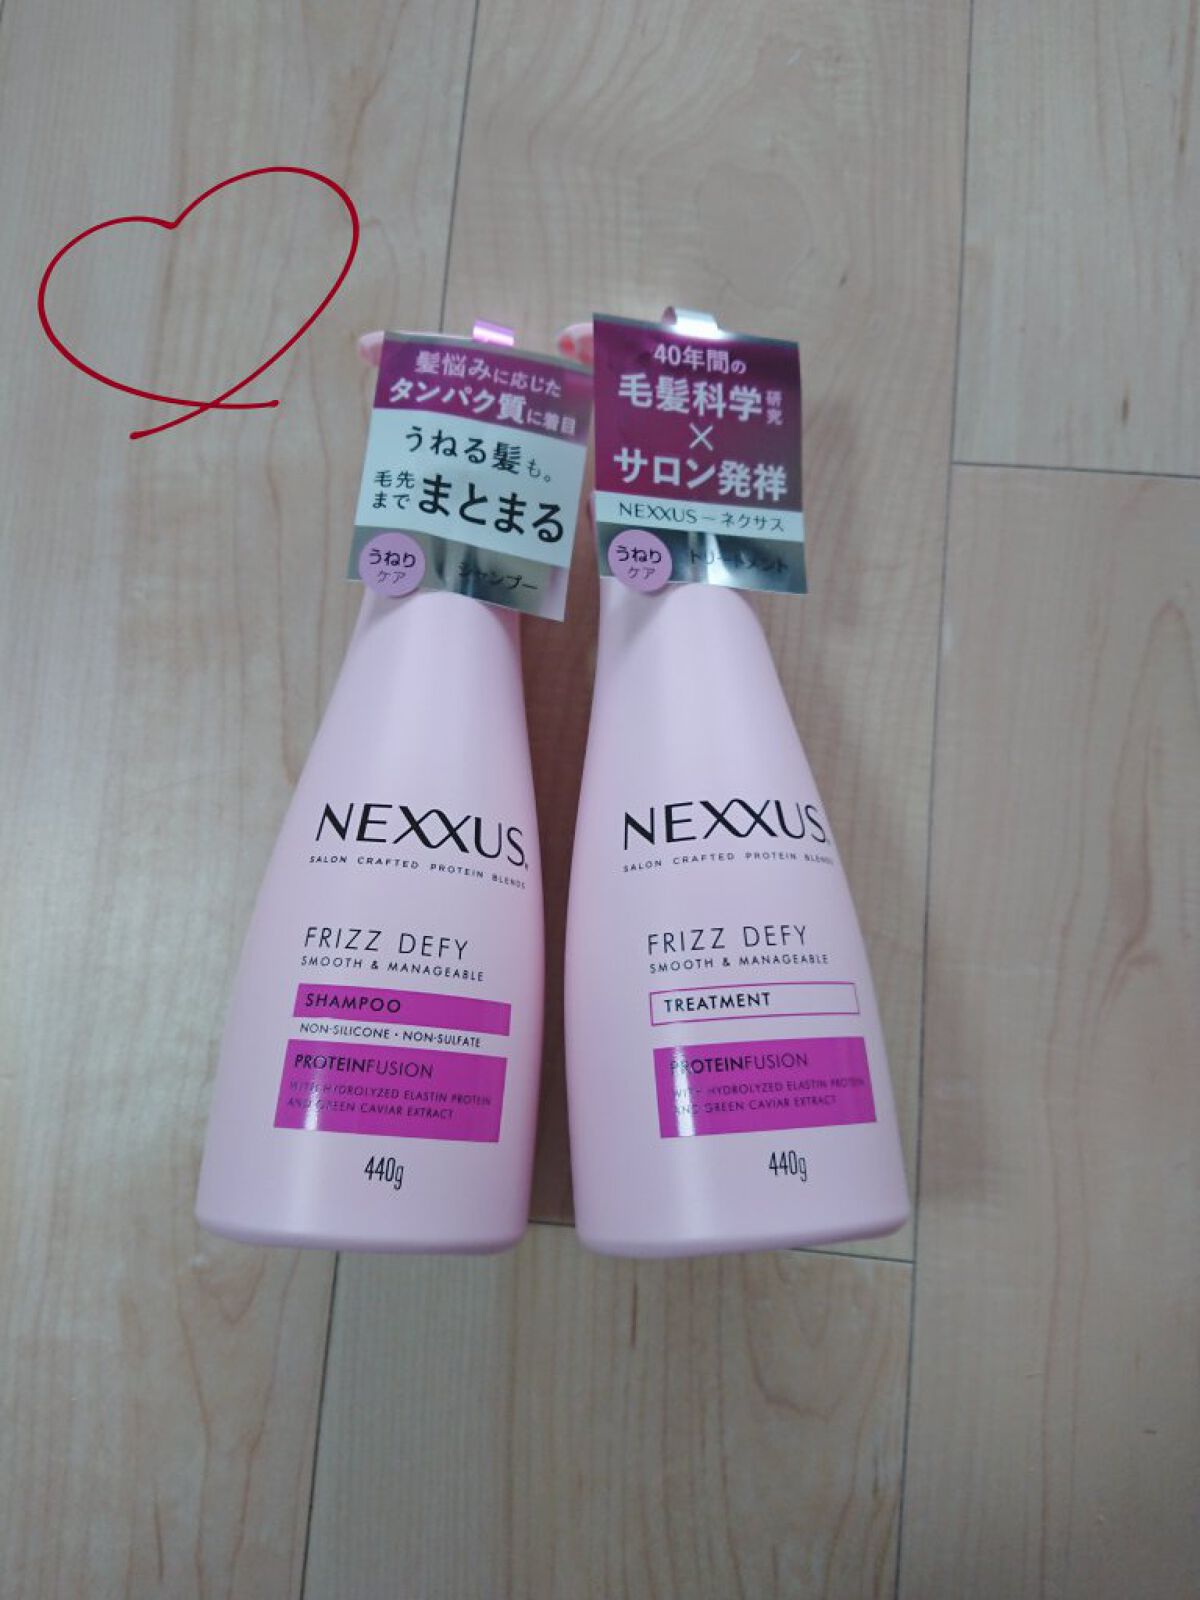 髪悩みに応じた
タンパク質に着目
うねる髪も。
毛先まで まとまる
うねりケア
シャンプー
NEXXUS
SALON CRAFTED PROTEIN BLENDS
FRIZZ DEFY
SMOOTH & MANAGEABLE
SHAMPOO
NON-SILICONE・NON-SULFATE
PROTEINFUSION
WITH HYDROLYZED ELASTIN PROTEIN
AND GREEN CAVIAR EXTRACT
440g
40年間の
毛髪科学研究
×
サロン発祥
NEXXUS－ネクサス
うねりケア
トリートメント
NEXXUS
SALON CRAFTED PROTEIN BLENDS
FRIZZ DEFY
SMOOTH & MANAGEABLE
TREATMENT
PROTEINFUSION
WITH HYDROLYZED ELASTIN PROTEIN
AND GREEN CAVIAR EXTRACT
440g